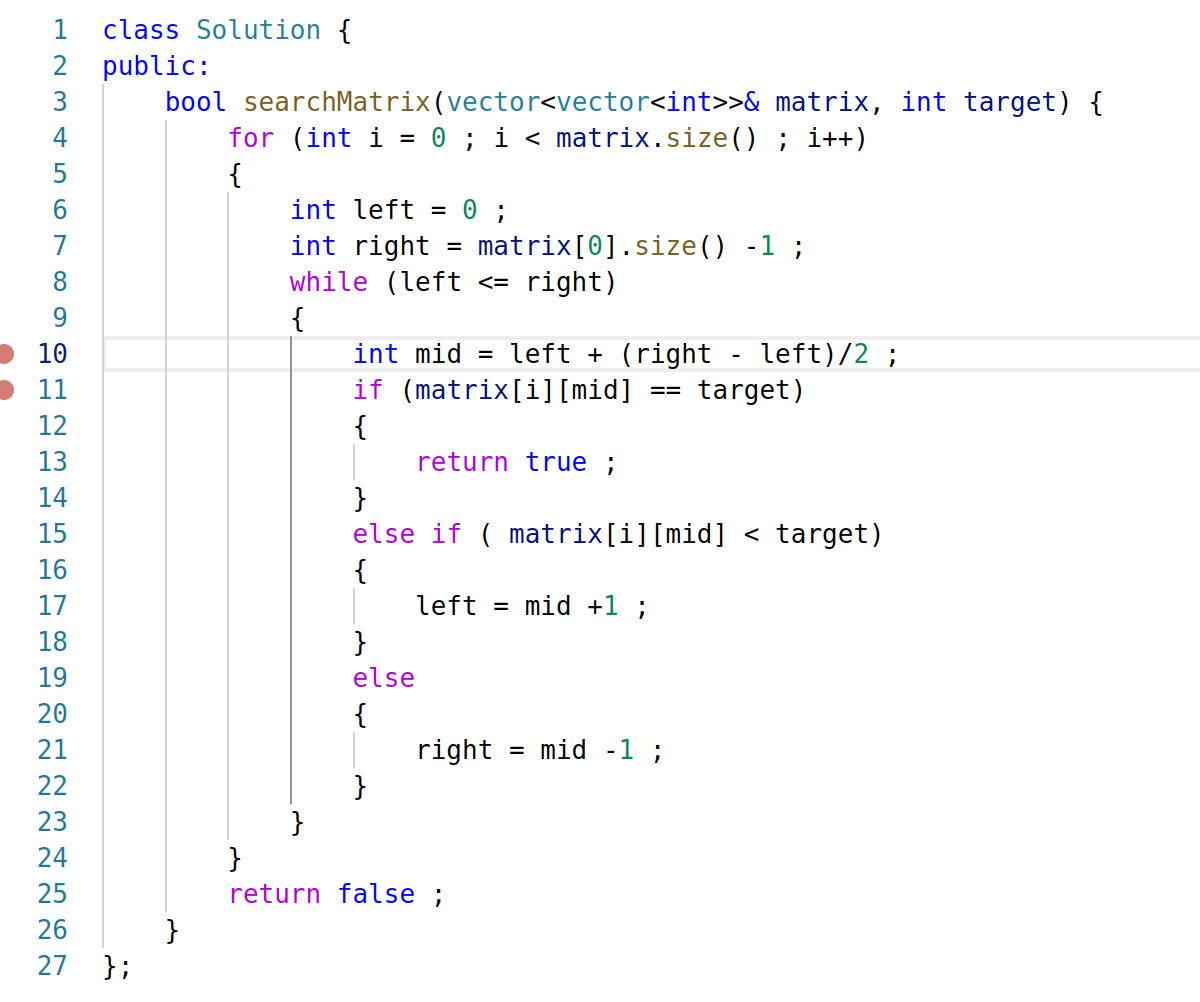 1 class Solution {
2 public:
3     bool searchMatrix(vector<vector<int>>& matrix, int target) {
4         for (int i = 0 ; i < matrix.size() ; i++)
5         {
6             int left = 0 ;
7             int right = matrix[0].size() -1 ;
8             while (left <= right)
9             {
10                 int mid = left + (right - left)/2 ;
11                 if (matrix[i][mid] == target)
12                 {
13                     return true ;
14                 }
15                 else if ( matrix[i][mid] < target)
16                 {
17                     left = mid +1 ;
18                 }
19                 else
20                 {
21                     right = mid -1 ;
22                 }
23             }
24         }
25         return false ;
26     }
27 };